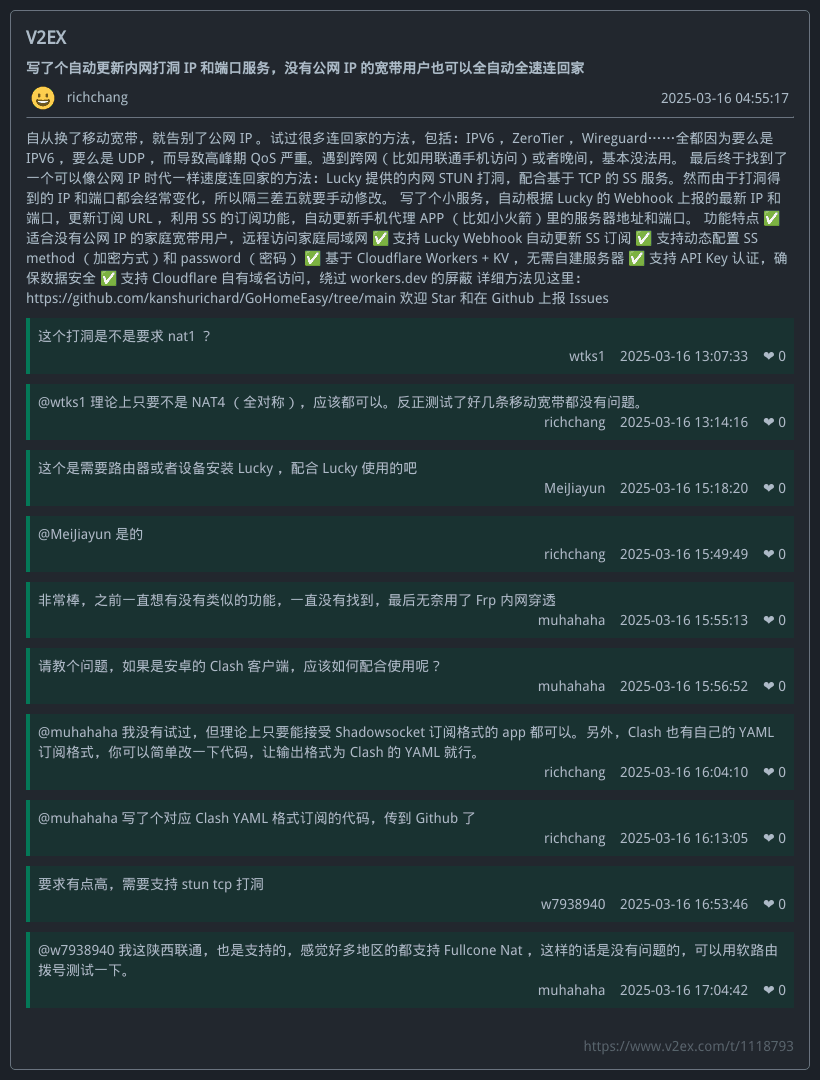 V2EX
写了个自动更新内网打洞 IP 和端口服务，没有公网 IP 的宽带用户也可以全自动全速连回家
richchang 2025-03-16 04:55:17
自从换了移动宽带，就告别了公网 IP 。试过很多连回家的方法，包括：IPV6 ，ZeroTier ，Wireguard……全都因为要么是
IPV6 ，要么是 UDP ，而导致高峰期 QoS 严重。遇到跨网（比如用联通手机访问）或者晚间，基本没法用。 最后终于找到了
一个可以像公网 IP 时代一样速度连回家的方法：Lucky 提供的内网 STUN 打洞，配合基于 TCP 的 SS 服务。然而由于打洞得
到的 IP 和端口都会经常变化，所以隔三差五就要手动修改。 写了个小服务，自动根据 Lucky 的 Webhook 上报的最新 IP 和
端口，更新订阅 URL ，利用 SS 的订阅功能，自动更新手机代理 APP （比如小火箭）里的服务器地址和端口。 功能特点 ✅
适合没有公网 IP 的家庭宽带用户，远程访问家庭局域网 ✅ 支持 Lucky Webhook 自动更新 SS 订阅 ✅ 支持动态配置 SS
method （加密方式）和 password （密码） ✅ 基于 Cloudflare Workers + KV ，无需自建服务器 ✅ 支持 API Key 认证，确
保数据安全 ✅ 支持 Cloudflare 自有域名访问，绕过 workers.dev 的屏蔽 详细方法见这里：
https://github.com/kanshurichard/GoHomeEasy/tree/main 欢迎 Star 和在 Github 上报 Issues
这个打洞是不是要求 nat1 ？
wtks1 2025-03-16 13:07:33 ❤ 0
@wtks1 理论上只要不是 NAT4 （全对称），应该都可以。反正测试了好几条移动宽带都没有问题。
richchang 2025-03-16 13:14:16 ❤ 0
这个是需要路由器或者设备安装 Lucky ，配合 Lucky 使用的吧
MeiJiayun 2025-03-16 15:18:20 ❤ 0
@MeiJiayun 是的
richchang 2025-03-16 15:49:49 ❤ 0
非常棒，之前一直想有没有类似的功能，一直没有找到，最后无奈用了 Frp 内网穿透
muhahaha 2025-03-16 15:55:13 ❤ 0
请教个问题，如果是安卓的 Clash 客户端，应该如何配合使用呢？
muhahaha 2025-03-16 15:56:52 ❤ 0
@muhahaha 我没有试过，但理论上只要能接受 Shadowsocket 订阅格式的 app 都可以。另外，Clash 也有自己的 YAML
订阅格式，你可以简单改一下代码，让输出格式为 Clash 的 YAML 就行。
richchang 2025-03-16 16:04:10 ❤ 0
@muhahaha 写了个对应 Clash YAML 格式订阅的代码，传到 Github 了
richchang 2025-03-16 16:13:05 ❤ 0
要求有点高，需要支持 stun tcp 打洞
w7938940 2025-03-16 16:53:46 ❤ 0
@w7938940 我这陕西联通，也是支持的，感觉好多地区的都支持 Fullcone Nat ，这样的话是没有问题的，可以用软路由
拨号测试一下。
muhahaha 2025-03-16 17:04:42 ❤ 0
https://www.v2ex.com/t/1118793